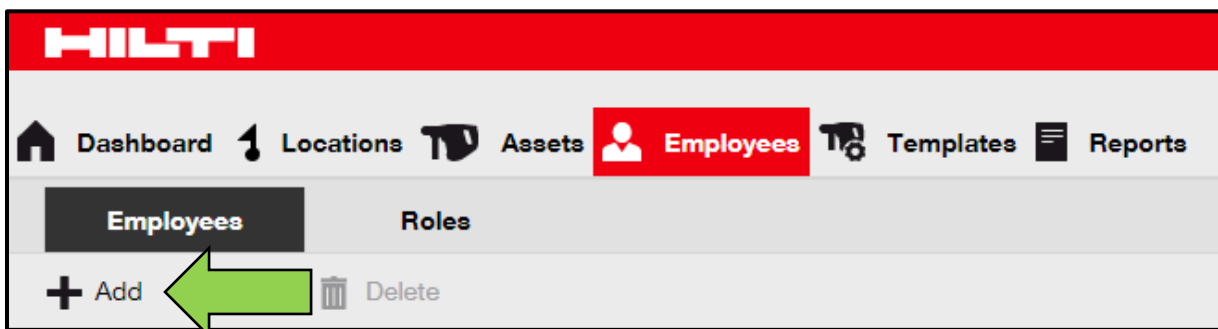 HILTI
Dashboard Locations Assets Employees Templates Reports
Employees Roles
Add Delete